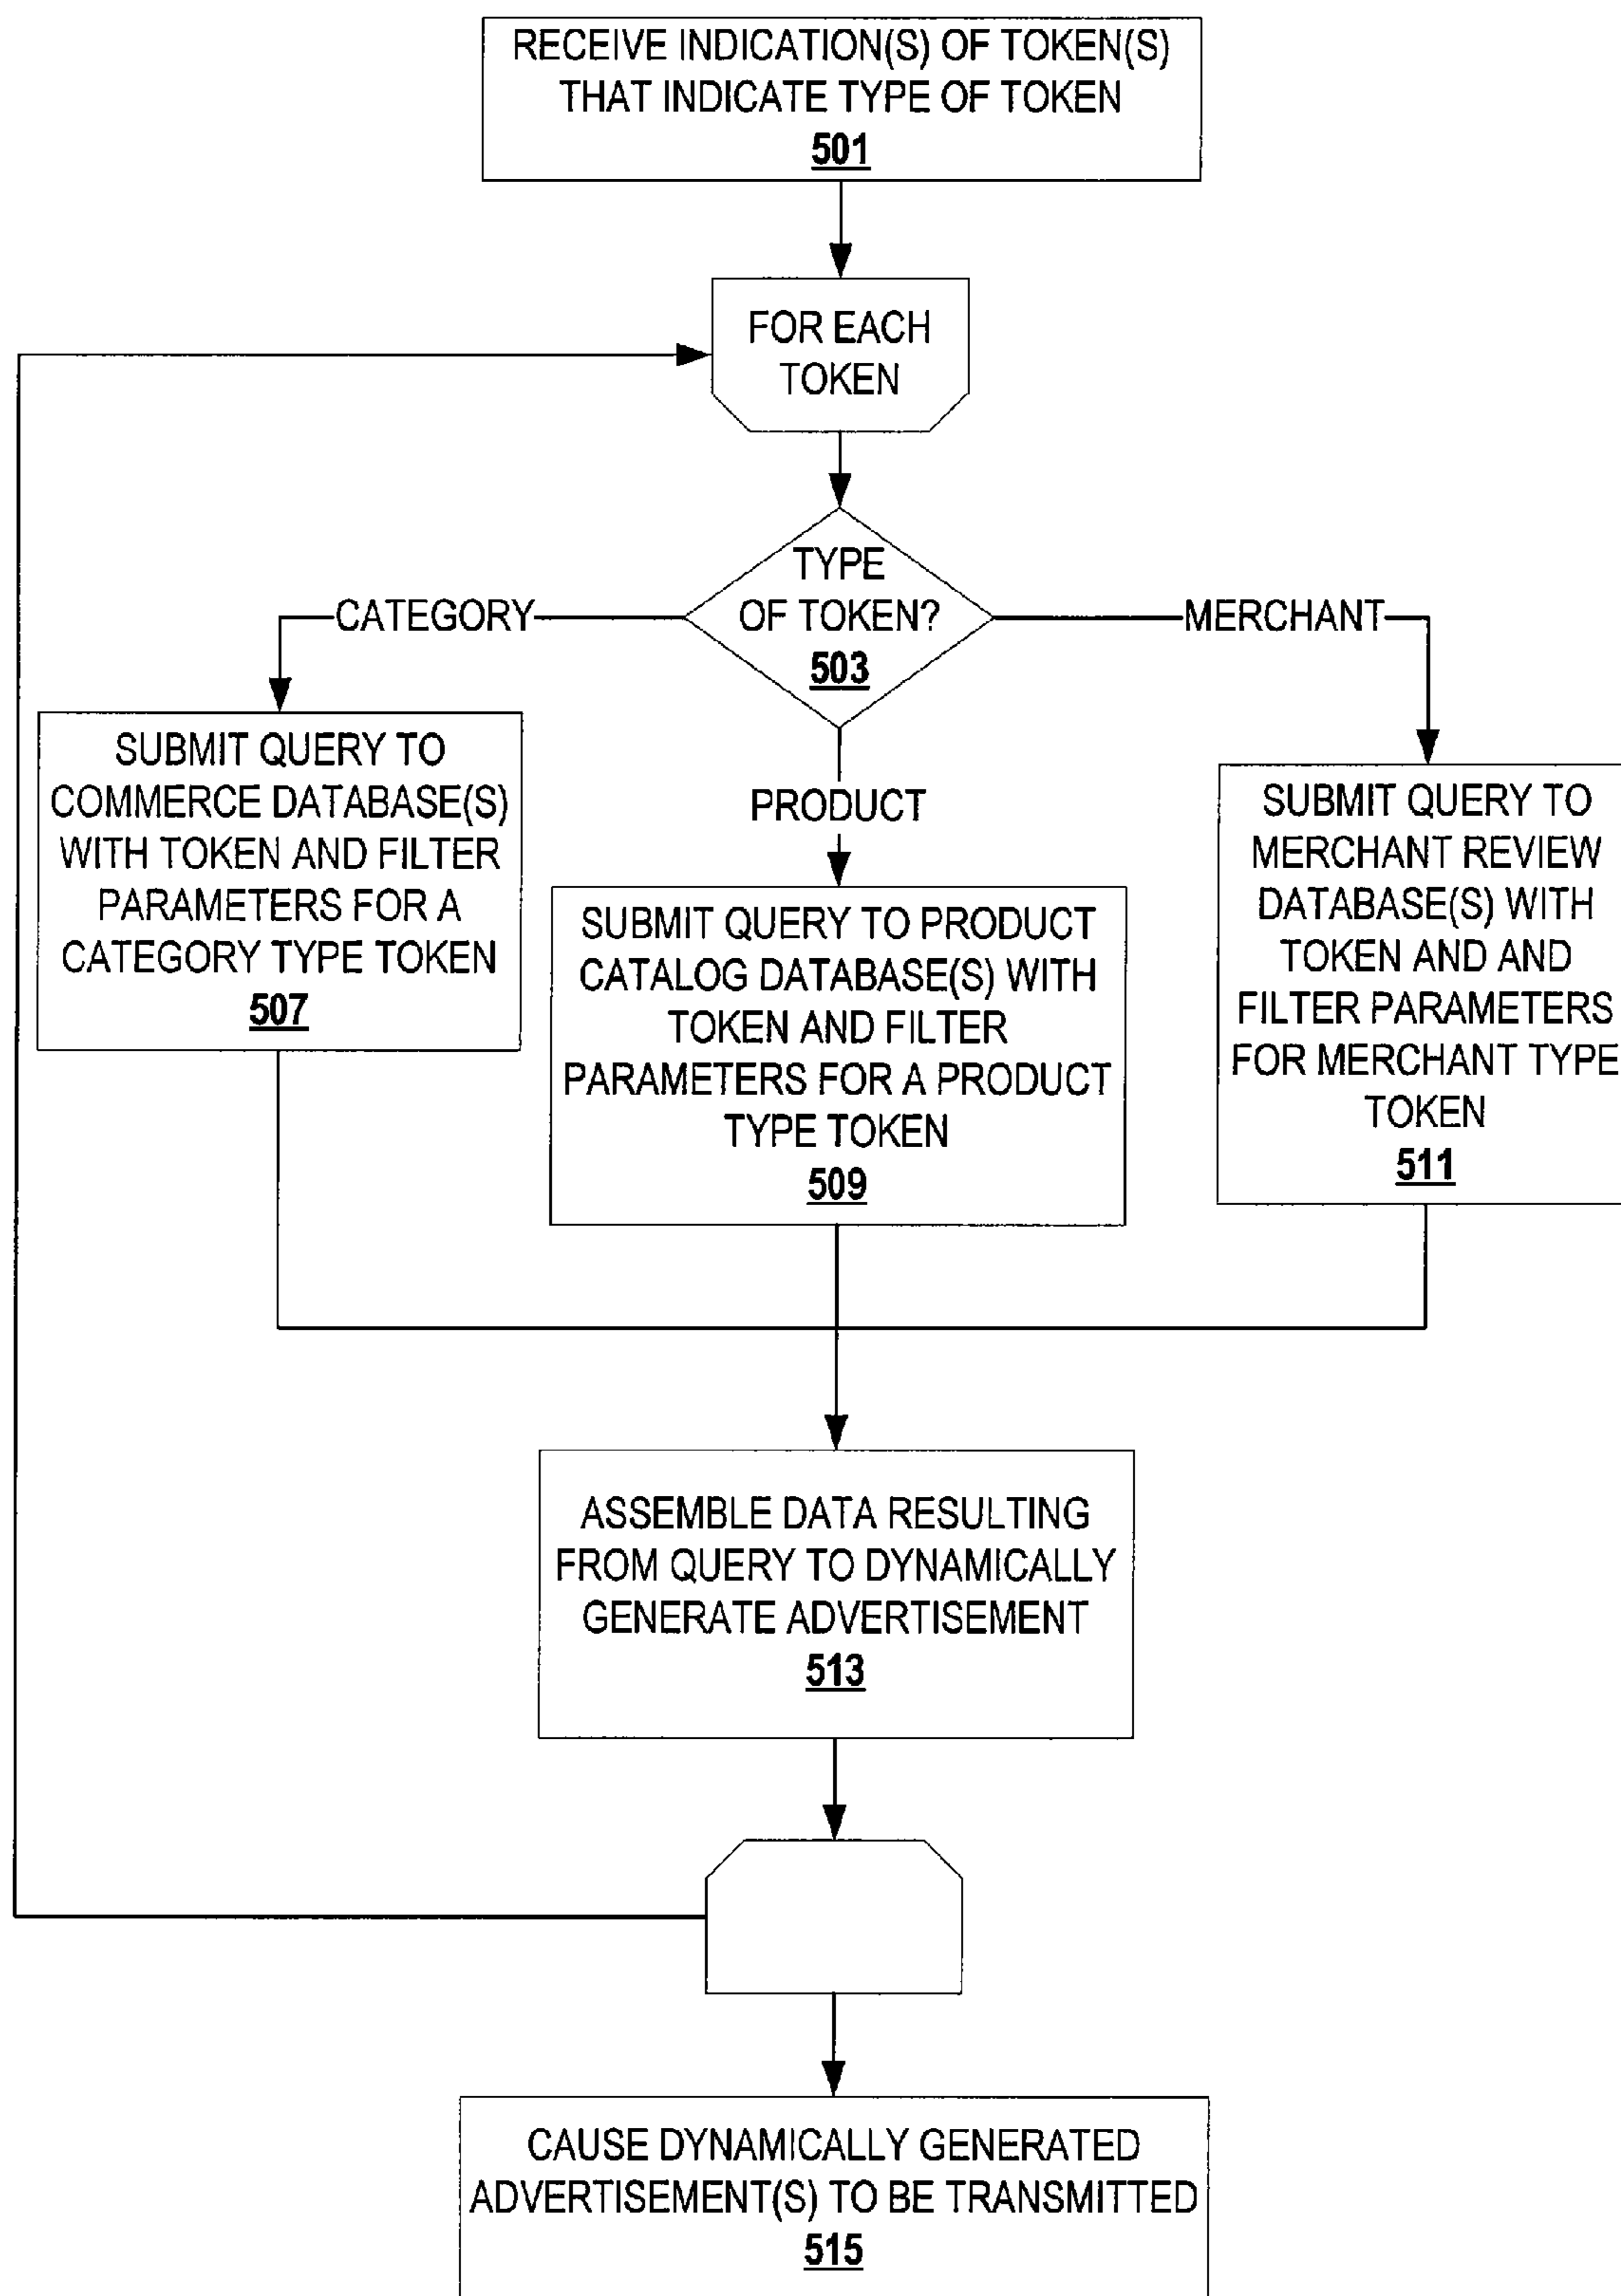 RECEIVE INDICATION(S) OF TOKEN(S)
THAT INDICATE TYPE OF TOKEN
501
FOR EACH
TOKEN
TYPE
OF TOKEN?
503
CATEGORY
MERCHANT
PRODUCT
SUBMIT QUERY TO
COMMERCE DATABASE(S)
WITH TOKEN AND FILTER
PARAMETERS FOR A
CATEGORY TYPE TOKEN
507
SUBMIT QUERY TO PRODUCT
CATALOG DATABASE(S) WITH
TOKEN AND FILTER
PARAMETERS FOR A PRODUCT
TYPE TOKEN
509
SUBMIT QUERY TO
MERCHANT REVIEW
DATABASE(S) WITH
TOKEN AND AND
FILTER PARAMETERS
FOR MERCHANT TYPE
TOKEN
511
ASSEMBLE DATA RESULTING
FROM QUERY TO DYNAMICALLY
GENERATE ADVERTISEMENT
513
CAUSE DYNAMICALLY GENERATED
ADVERTISEMENT(S) TO BE TRANSMITTED
515